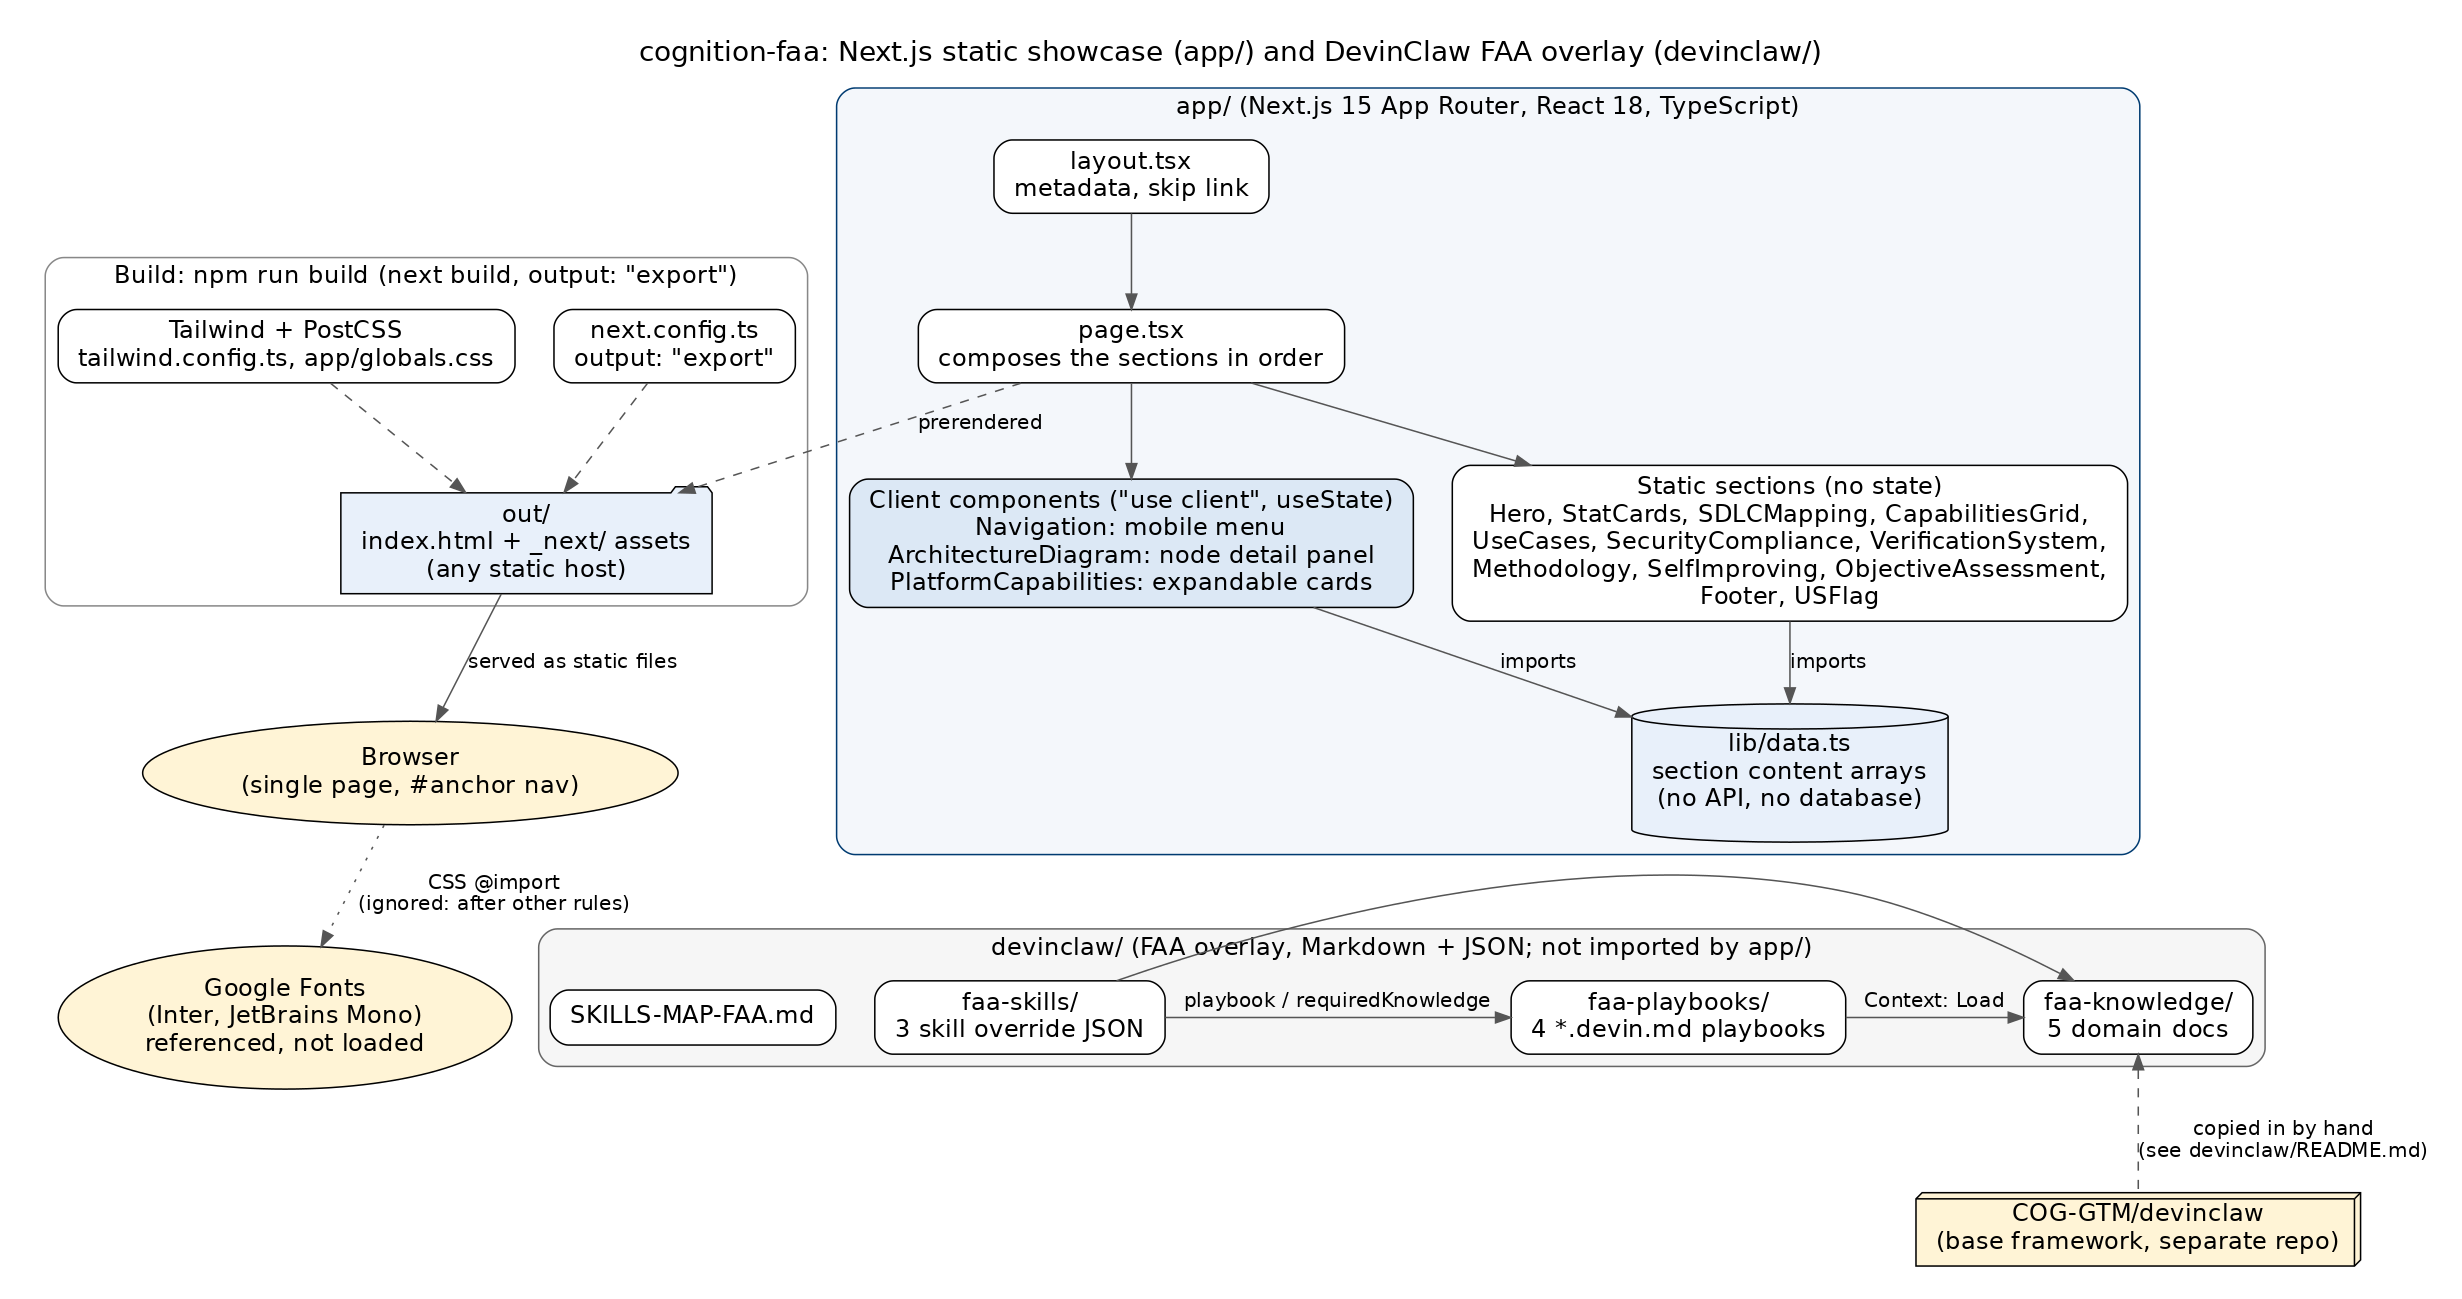 cognition-faa: Next.js static showcase (app/) and DevinClaw FAA overlay (devinclaw/)
app/ (Next.js 15 App Router, React 18, TypeScript)
layout.tsx
metadata, skip link
Build: npm run build (next build, output: "export")
Tailwind + PostCSS
tailwind.config.ts, app/globals.css
next.config.ts
output: "export"
page.tsx
composes the sections in order
prerendered
out/
index.html + _next/ assets
(any static host)
Client components ("use client", useState)
Navigation: mobile menu
ArchitectureDiagram: node detail panel
PlatformCapabilities: expandable cards
Static sections (no state)
Hero, StatCards, SDLCMapping, CapabilitiesGrid,
UseCases, SecurityCompliance, VerificationSystem,
Methodology, SelfImproving, ObjectiveAssessment,
Footer, USFlag
served as static files
imports
imports
Browser
(single page, #anchor nav)
lib/data.ts
section content arrays
(no API, no database)
CSS @import
(ignored: after other rules)
Google Fonts
(Inter, JetBrains Mono)
referenced, not loaded
devinclaw/ (FAA overlay, Markdown + JSON; not imported by app/)
SKILLS-MAP-FAA.md
faa-skills/
3 skill override JSON
playbook / requiredKnowledge
faa-playbooks/
4 *.devin.md playbooks
Context: Load
faa-knowledge/
5 domain docs
copied in by hand
(see devinclaw/README.md)
COG-GTM/devinclaw
(base framework, separate repo)